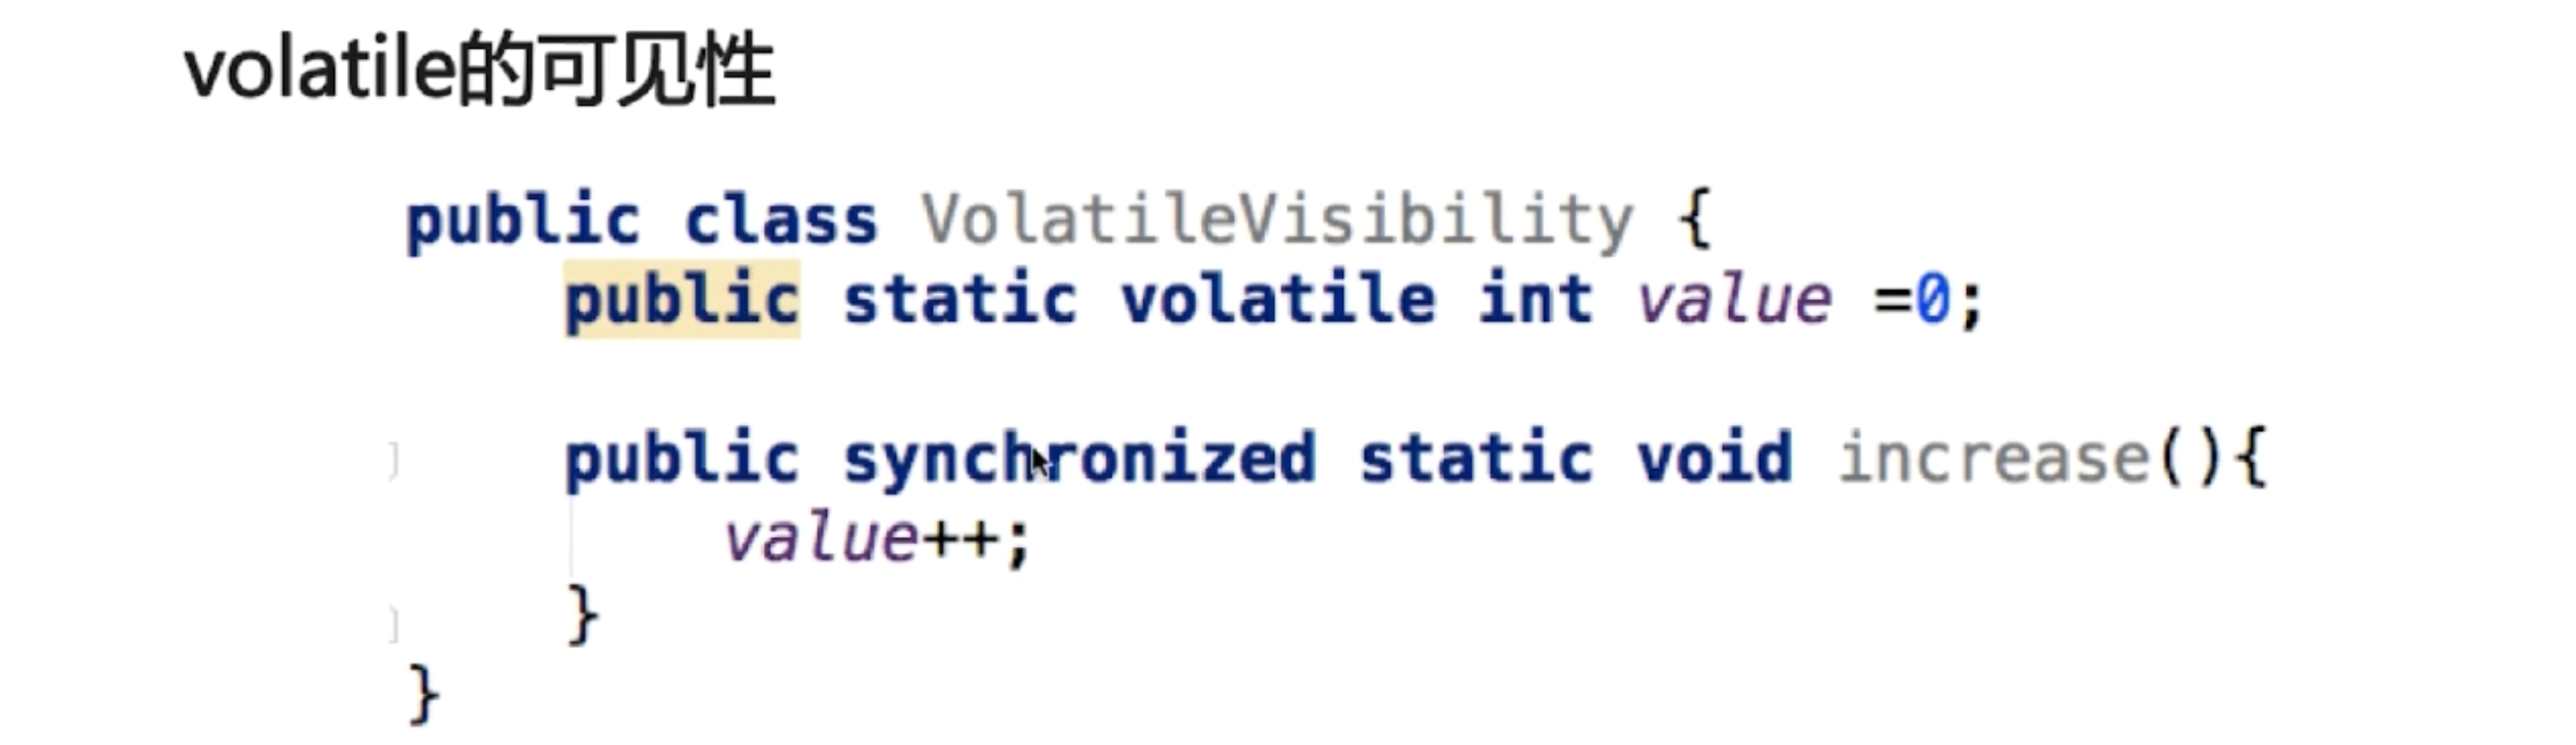 volatile的可见性
public class VolatileVisibility {
public static volatile int value =0;
public synchronized static void increase(){
value++;
}
}